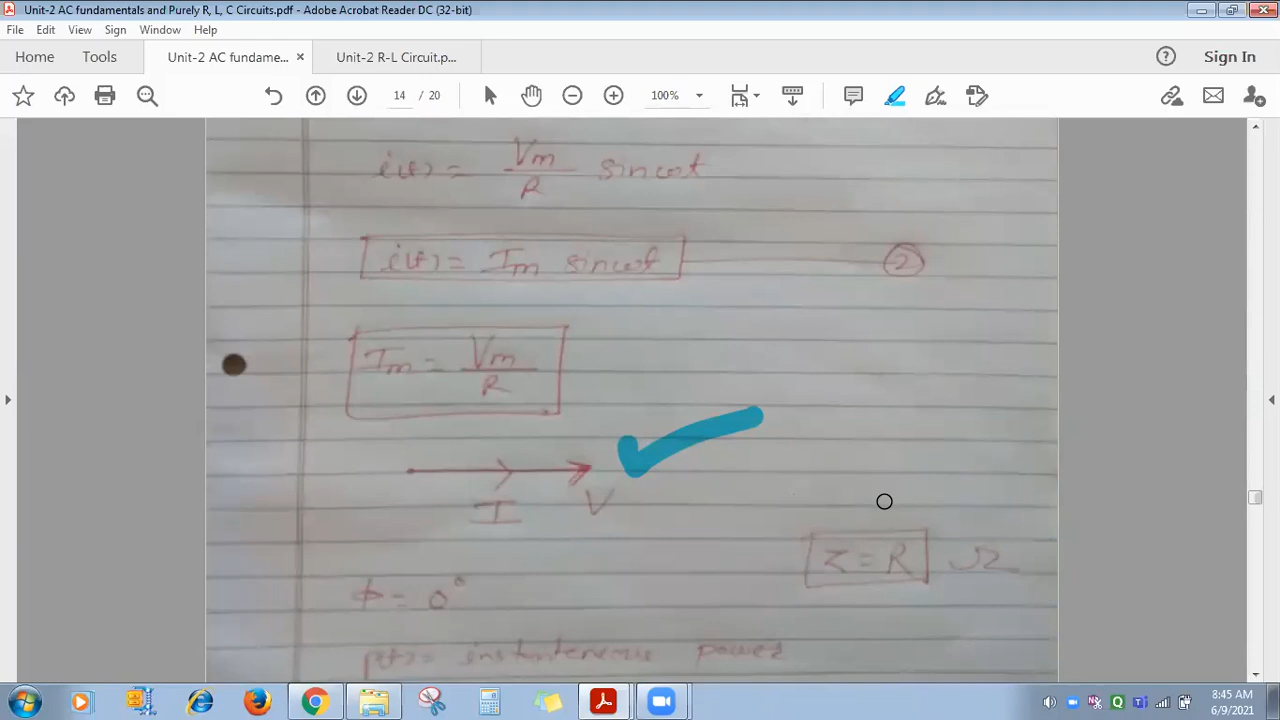 Unit-2 AC fundamentals and Purely R, L, C Circuits.pdf - Adobe Acrobat Reader DC (32-bit)
File Edit View Sign Window Help
Home Tools Unit-2 AC fundame... × Unit-2 R-L Circuit.p... ? Sign In
14 / 20 100%
i(t) = Vm/R sinωt
i(t) = Im sinωt ②
Im = Vm/R
I V
Z = R Ω
ϕ = 0°
p(t) = instanteneous power
8:45 AM
6/9/2021